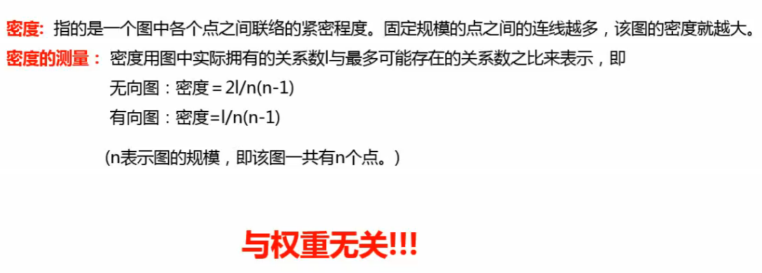 密度: 指的是一个图中各个点之间联络的紧密程度。固定规模的点之间的连线越多，该图的密度就越大。
密度的测量： 密度用图中实际拥有的关系数l与最多可能存在的关系数之比来表示，即
无向图：密度＝2l/n(n-1)
有向图：密度=l/n(n-1)
(n表示图的规模，即该图一共有n个点。)
与权重无关!!!